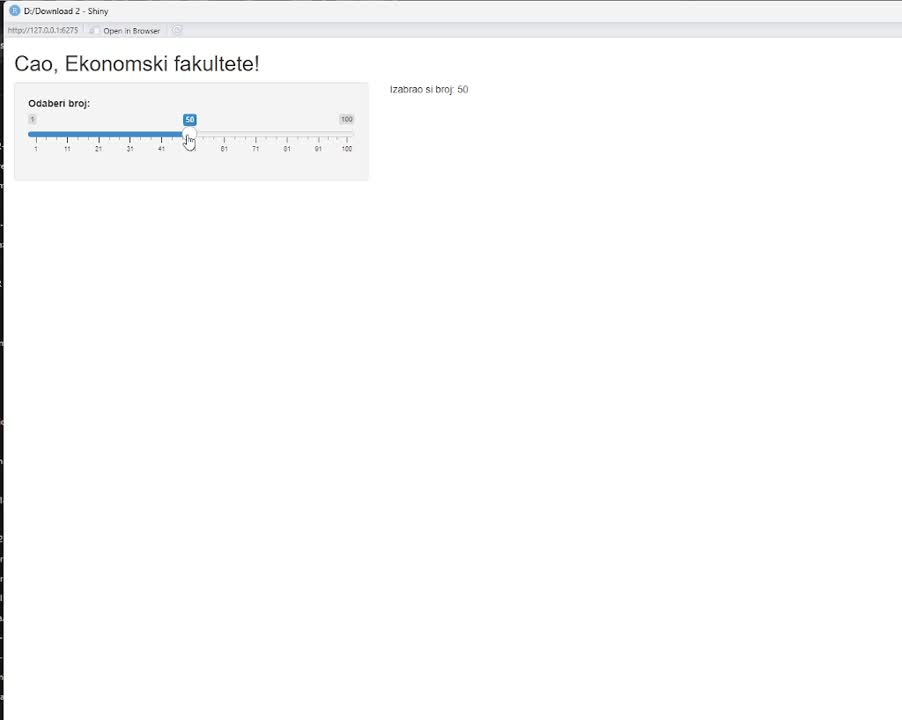 D:/Download 2 - Shiny
http://127.0.0.1:6275 Open in Browser
Cao, Ekonomski fakultete!
Odaberi broj:
1 50 100
1 11 21 31 41 61 71 81 91 100
Izabrao si broj: 50